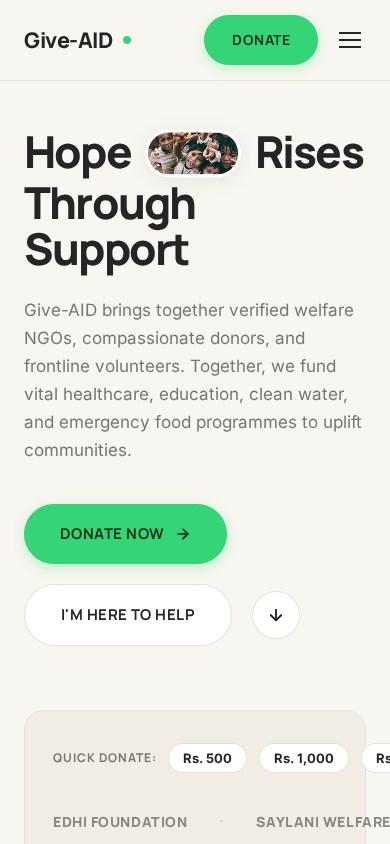 Give-AID
DONATE
Hope Rises
Through
Support
Give-AID brings together verified welfare
NGOs, compassionate donors, and
frontline volunteers. Together, we fund
vital healthcare, education, clean water,
and emergency food programmes to uplift
communities.
DONATE NOW →
I'M HERE TO HELP ↓
QUICK DONATE: Rs. 500 Rs. 1,000 Rs
EDHI FOUNDATION · SAYLANI WELFARE